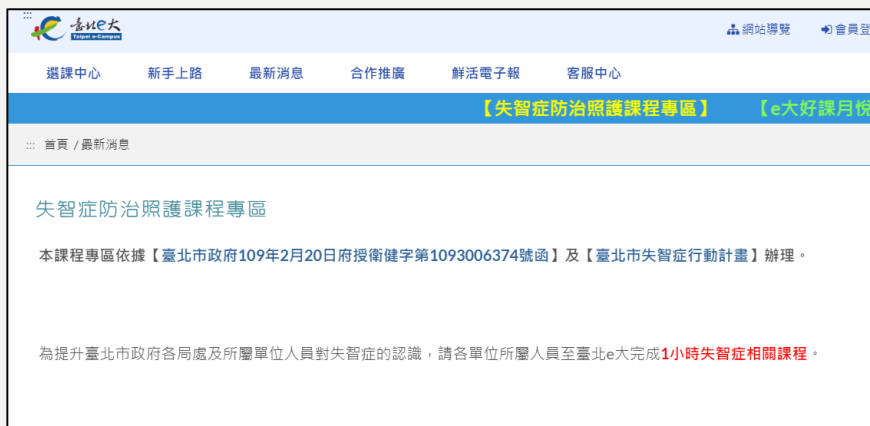 :::
臺北e大
Taipei e-Campus
網站導覽 會員登
選課中心 新手上路 最新消息 合作推廣 鮮活電子報 客服中心
【失智症防治照護課程專區】 【e大好課月悅
::: 首頁 / 最新消息
失智症防治照護課程專區
本課程專區依據【臺北市政府109年2月20日府授衛健字第1093006374號函】及【臺北市失智症行動計畫】辦理。
為提升臺北市政府各局處及所屬單位人員對失智症的認識，請各單位所屬人員至臺北e大完成1小時失智症相關課程。